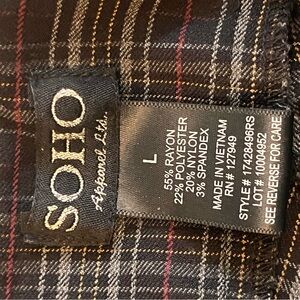 SOHO
Apparel Ltd.
L
55% RAYON
22% POLYESTER
20% NYLON
3% SPANDEX
MADE IN VIETNAM
RN# 127949
STYLE# 17428498RS
LOT# 10004952
SEE REVERSE FOR CARE